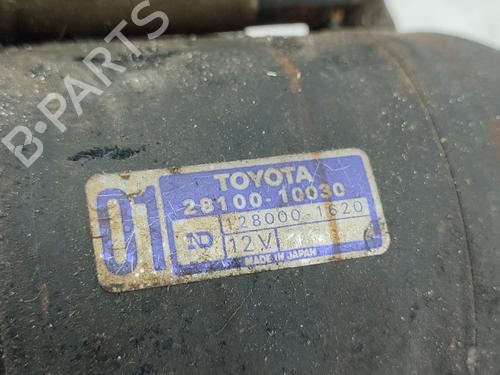 B-PARTS
TOYOTA
01
28100-10030
ND
128000-1620
12V
MADE IN JAPAN